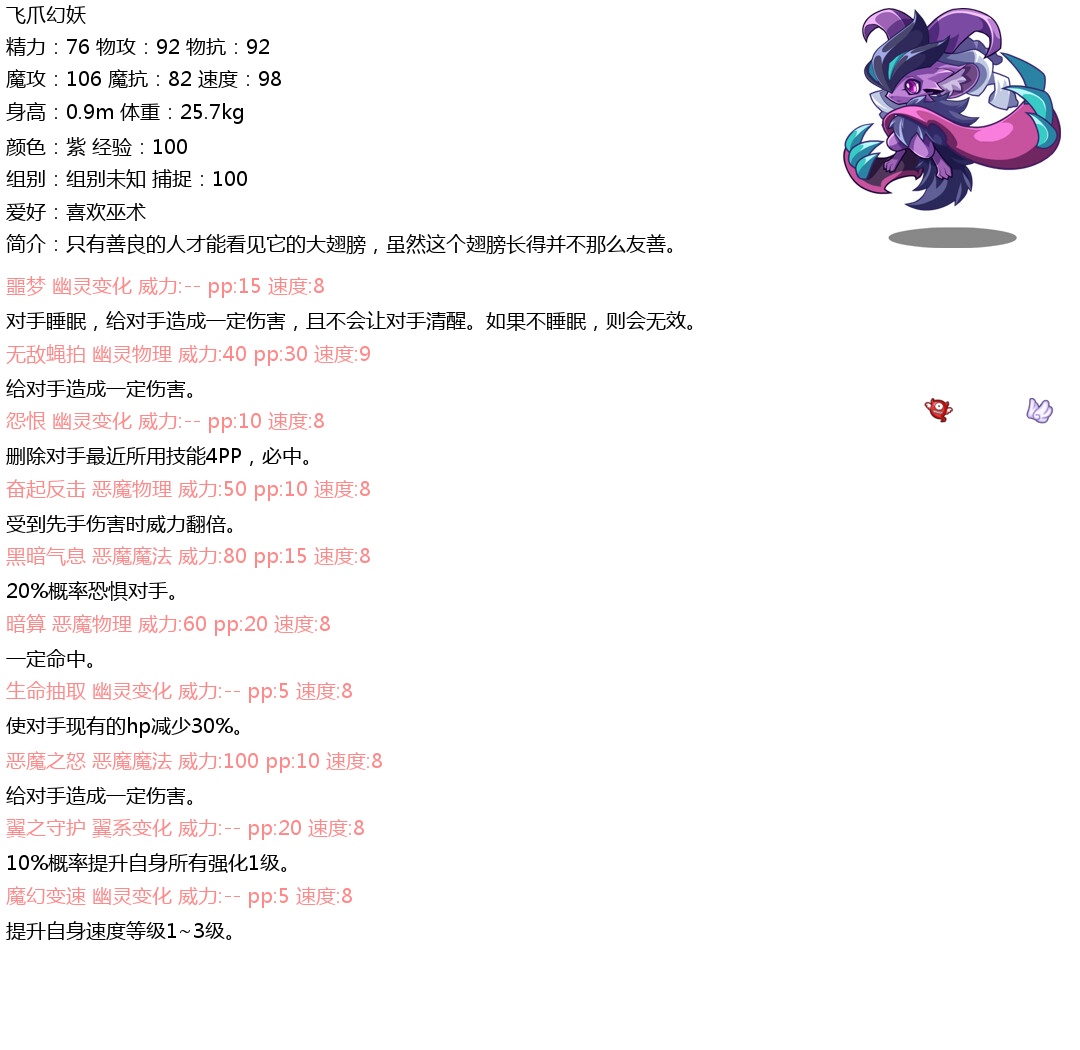 飞爪幻妖
精力：76 物攻：92 物抗：92
魔攻：106 魔抗：82 速度：98
身高：0.9m 体重：25.7kg
颜色：紫 经验：100
组别：组别未知 捕捉：100
爱好：喜欢巫术
简介：只有善良的人才能看见它的大翅膀，虽然这个翅膀长得并不那么友善。
噩梦 幽灵变化 威力:-- pp:15 速度:8
对手睡眠，给对手造成一定伤害，且不会让对手清醒。如果不睡眠，则会无效。
无敌蝇拍 幽灵物理 威力:40 pp:30 速度:9
给对手造成一定伤害。
怨恨 幽灵变化 威力:-- pp:10 速度:8
删除对手最近所用技能4PP，必中。
奋起反击 恶魔物理 威力:50 pp:10 速度:8
受到先手伤害时威力翻倍。
黑暗气息 恶魔魔法 威力:80 pp:15 速度:8
20%概率恐惧对手。
暗算 恶魔物理 威力:60 pp:20 速度:8
一定命中。
生命抽取 幽灵变化 威力:-- pp:5 速度:8
使对手现有的hp减少30%。
恶魔之怒 恶魔魔法 威力:100 pp:10 速度:8
给对手造成一定伤害。
翼之守护 翼系变化 威力:-- pp:20 速度:8
10%概率提升自身所有强化1级。
魔幻变速 幽灵变化 威力:-- pp:5 速度:8
提升自身速度等级1~3级。